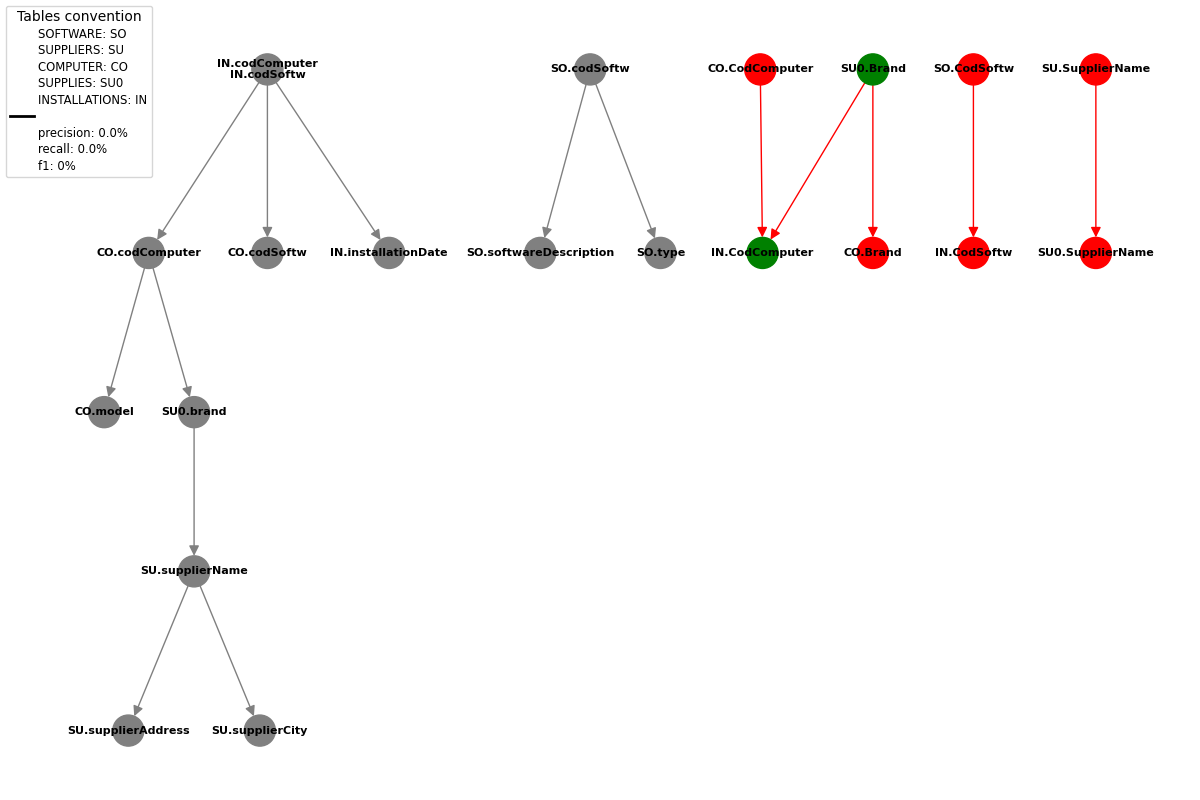 Tables convention
SOFTWARE: SO
SUPPLIERS: SU
COMPUTER: CO
SUPPLIES: SU0
INSTALLATIONS: IN
precision: 0.0%
recall: 0.0%
f1: 0%
IN.codComputer
IN.codSoftw
SO.codSoftw
CO.CodComputer
SU0.Brand
SO.CodSoftw
SU.SupplierName
CO.codComputer
CO.codSoftw
IN.installationDate
SO.softwareDescription
SO.type
IN.CodComputer
CO.Brand
IN.CodSoftw
SU0.SupplierName
CO.model
SU0.brand
SU.supplierName
SU.supplierAddress
SU.supplierCity